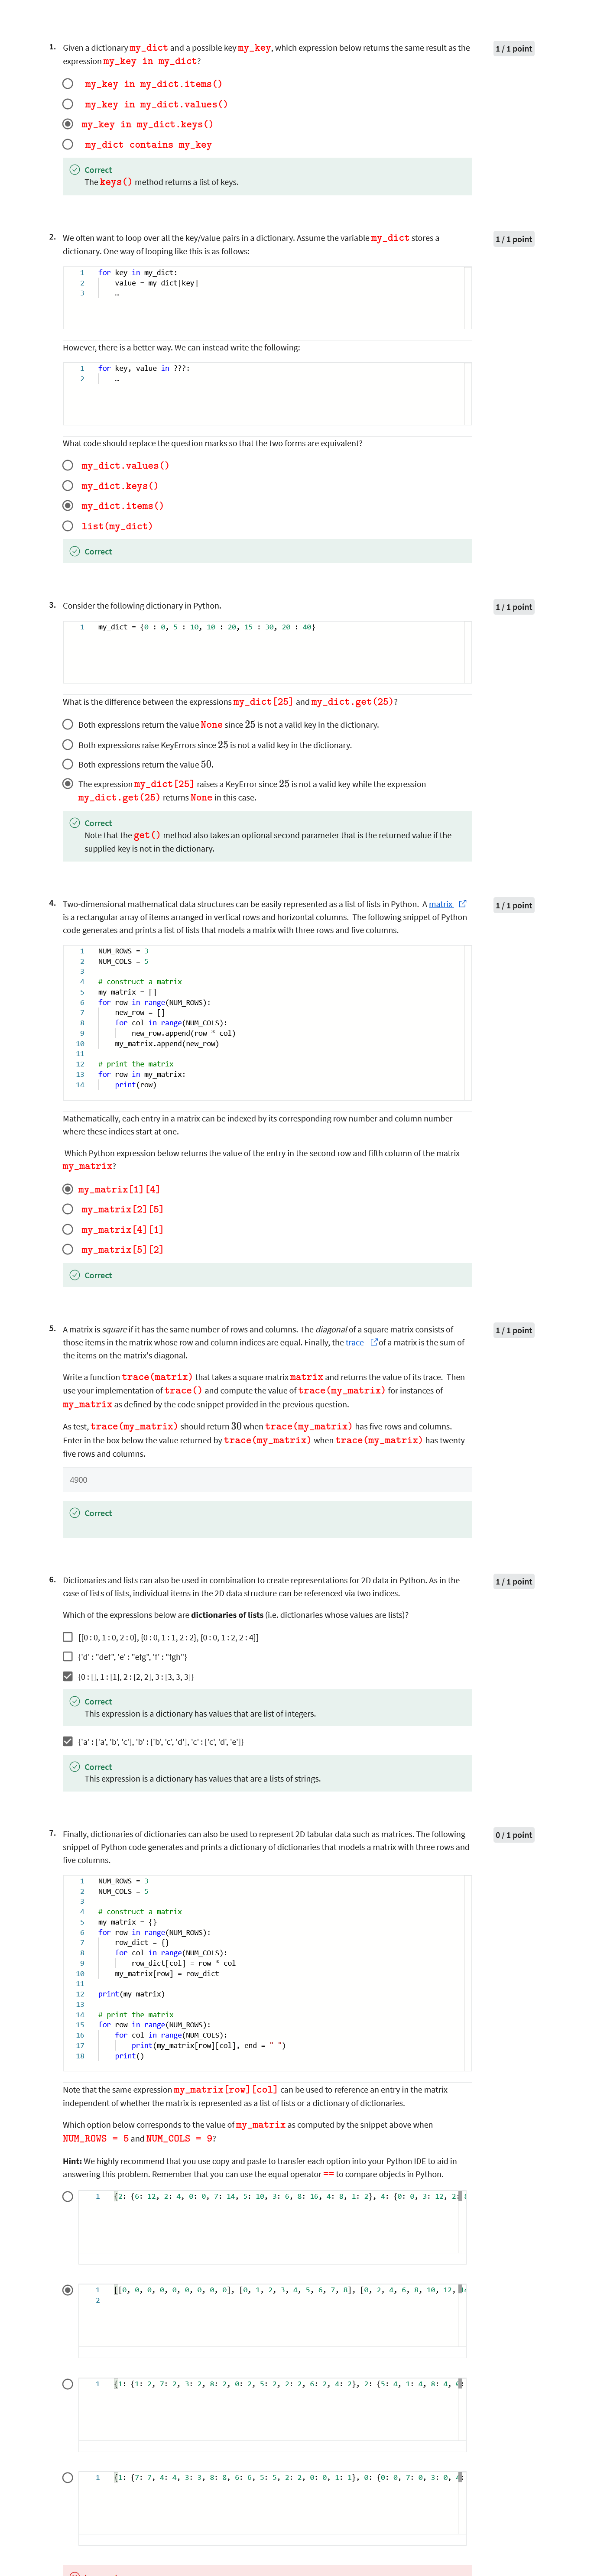 1. Given a dictionary my_dict and a possible key my_key, which expression below returns the same result as the
expression my_key in my_dict?
1 / 1 point
my_key in my_dict.items()
my_key in my_dict.values()
my_key in my_dict.keys()
my_dict contains my_key
Correct
The keys() method returns a list of keys.
2. We often want to loop over all the key/value pairs in a dictionary. Assume the variable my_dict stores a
dictionary. One way of looping like this is as follows:
1 / 1 point
1 for key in my_dict:
2 value = my_dict[key]
3 …
However, there is a better way. We can instead write the following:
1 for key, value in ???:
2 …
What code should replace the question marks so that the two forms are equivalent?
my_dict.values()
my_dict.keys()
my_dict.items()
list(my_dict)
Correct
3. Consider the following dictionary in Python.
1 / 1 point
1 my_dict = {0 : 0, 5 : 10, 10 : 20, 15 : 30, 20 : 40}
What is the difference between the expressions my_dict[25] and my_dict.get(25)?
Both expressions return the value None since 25 is not a valid key in the dictionary.
Both expressions raise KeyErrors since 25 is not a valid key in the dictionary.
Both expressions return the value 50.
The expression my_dict[25] raises a KeyError since 25 is not a valid key while the expression
my_dict.get(25) returns None in this case.
Correct
Note that the get() method also takes an optional second parameter that is the returned value if the
supplied key is not in the dictionary.
4. Two-dimensional mathematical data structures can be easily represented as a list of lists in Python. A matrix
is a rectangular array of items arranged in vertical rows and horizontal columns. The following snippet of Python
code generates and prints a list of lists that models a matrix with three rows and five columns.
1 / 1 point
1 NUM_ROWS = 3
2 NUM_COLS = 5
3
4 # construct a matrix
5 my_matrix = []
6 for row in range(NUM_ROWS):
7 new_row = []
8 for col in range(NUM_COLS):
9 new_row.append(row * col)
10 my_matrix.append(new_row)
11
12 # print the matrix
13 for row in my_matrix:
14 print(row)
Mathematically, each entry in a matrix can be indexed by its corresponding row number and column number
where these indices start at one.
Which Python expression below returns the value of the entry in the second row and fifth column of the matrix
my_matrix?
my_matrix[1][4]
my_matrix[2][5]
my_matrix[4][1]
my_matrix[5][2]
Correct
5. A matrix is square if it has the same number of rows and columns. The diagonal of a square matrix consists of
those items in the matrix whose row and column indices are equal. Finally, the trace of a matrix is the sum of
the items on the matrix's diagonal.
1 / 1 point
Write a function trace(matrix) that takes a square matrix matrix and returns the value of its trace. Then
use your implementation of trace() and compute the value of trace(my_matrix) for instances of
my_matrix as defined by the code snippet provided in the previous question.
As test, trace(my_matrix) should return 30 when trace(my_matrix) has five rows and columns.
Enter in the box below the value returned by trace(my_matrix) when trace(my_matrix) has twenty
five rows and columns.
4900
Correct
6. Dictionaries and lists can also be used in combination to create representations for 2D data in Python. As in the
case of lists of lists, individual items in the 2D data structure can be referenced via two indices.
1 / 1 point
Which of the expressions below are dictionaries of lists (i.e. dictionaries whose values are lists)?
[{0 : 0, 1 : 0, 2 : 0}, {0 : 0, 1 : 1, 2 : 2}, {0 : 0, 1 : 2, 2 : 4}]
{'d' : "def", 'e' : "efg", 'f' : "fgh"}
{0 : [], 1 : [1], 2 : [2, 2], 3 : [3, 3, 3]}
Correct
This expression is a dictionary has values that are list of integers.
{'a' : ['a', 'b', 'c'], 'b' : ['b', 'c', 'd'], 'c' : ['c', 'd', 'e']}
Correct
This expression is a dictionary has values that are a lists of strings.
7. Finally, dictionaries of dictionaries can also be used to represent 2D tabular data such as matrices. The following
snippet of Python code generates and prints a dictionary of dictionaries that models a matrix with three rows and
five columns.
0 / 1 point
1 NUM_ROWS = 3
2 NUM_COLS = 5
3
4 # construct a matrix
5 my_matrix = {}
6 for row in range(NUM_ROWS):
7 row_dict = {}
8 for col in range(NUM_COLS):
9 row_dict[col] = row * col
10 my_matrix[row] = row_dict
11
12 print(my_matrix)
13
14 # print the matrix
15 for row in range(NUM_ROWS):
16 for col in range(NUM_COLS):
17 print(my_matrix[row][col], end = " ")
18 print()
Note that the same expression my_matrix[row][col] can be used to reference an entry in the matrix
independent of whether the matrix is represented as a list of lists or a dictionary of dictionaries.
Which option below corresponds to the value of my_matrix as computed by the snippet above when
NUM_ROWS = 5 and NUM_COLS = 9?
Hint: We highly recommend that you use copy and paste to transfer each option into your Python IDE to aid in
answering this problem. Remember that you can use the equal operator == to compare objects in Python.
1 {2: {6: 12, 2: 4, 0: 0, 7: 14, 5: 10, 3: 6, 8: 16, 4: 8, 1: 2}, 4: {0: 0, 3: 12, 2:
1 [[0, 0, 0, 0, 0, 0, 0, 0, 0], [0, 1, 2, 3, 4, 5, 6, 7, 8], [0, 2, 4, 6, 8, 10, 12,
2
1 {1: {1: 2, 7: 2, 3: 2, 8: 2, 0: 2, 5: 2, 2: 2, 6: 2, 4: 2}, 2: {5: 4, 1: 4, 8: 4,
1 {1: {7: 7, 4: 4, 3: 3, 8: 8, 6: 6, 5: 5, 2: 2, 0: 0, 1: 1}, 0: {0: 0, 7: 0, 3: 0,